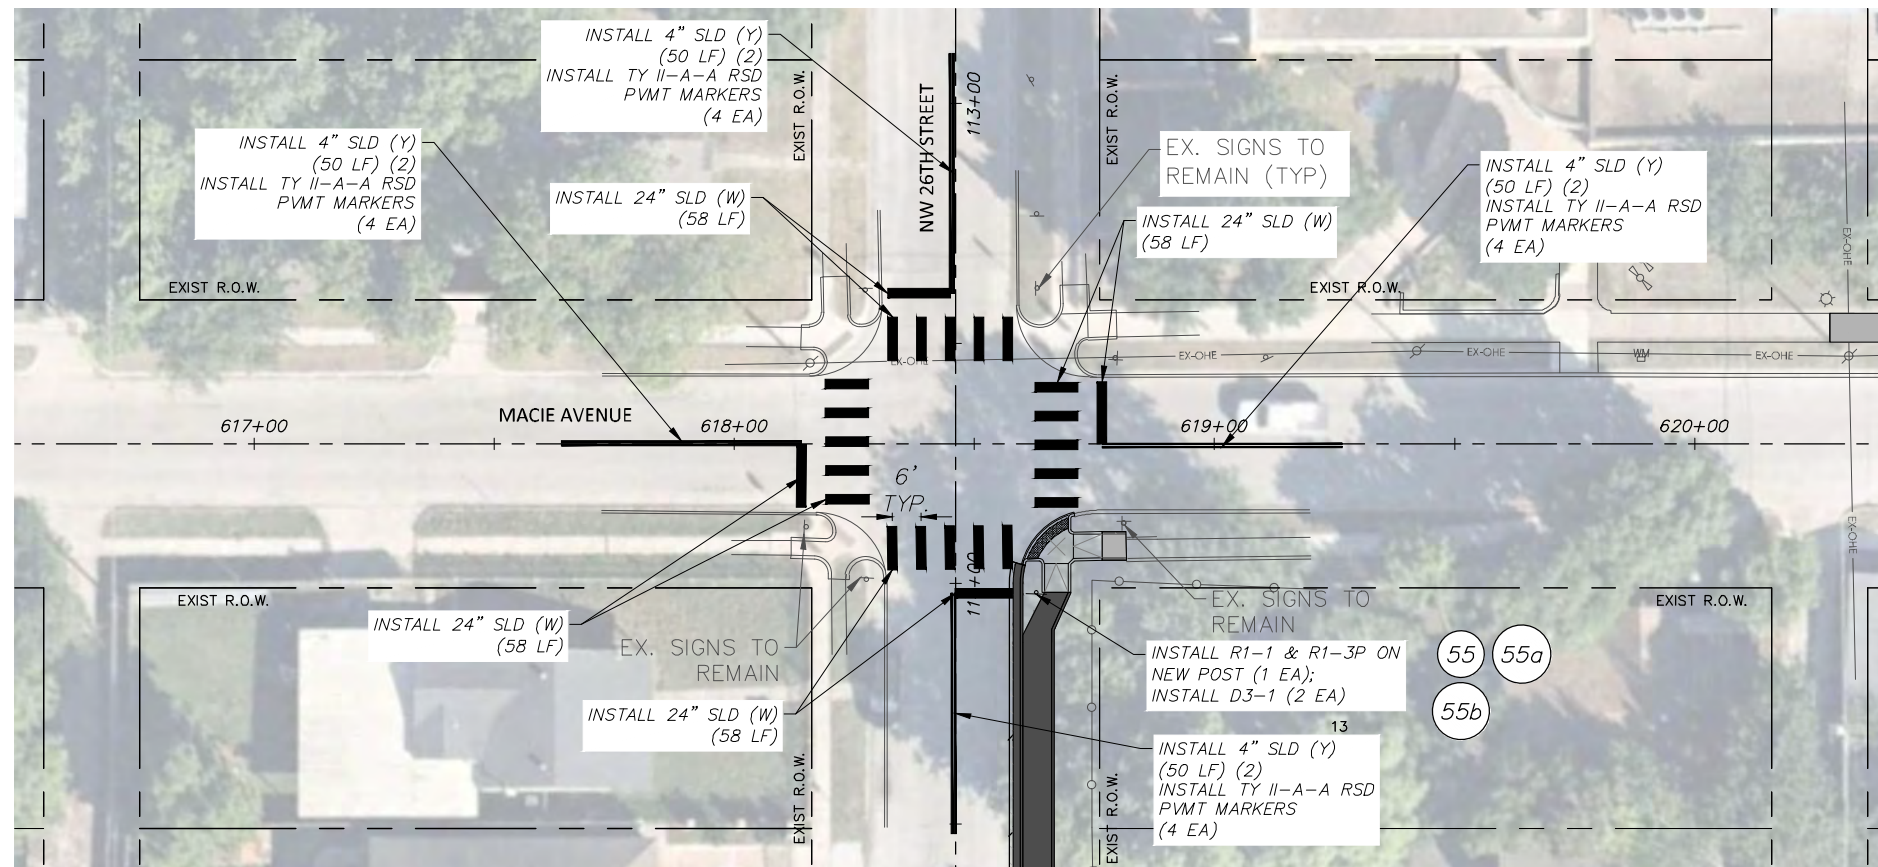 INSTALL 4” SLD (Y)
(50 LF) (2)
INSTALL TY II-A-A RSD
PVMT MARKERS
(4 EA)
INSTALL 4” SLD (Y)
(50 LF) (2)
INSTALL TY II-A-A RSD
PVMT MARKERS
(4 EA)
INSTALL 24” SLD (W)
(58 LF)
EXIST R.O.W.
NW 26TH STREET
113+00
EXIST R.O.W.
EX. SIGNS TO
REMAIN (TYP)
INSTALL 24” SLD (W)
(58 LF)
INSTALL 4” SLD (Y)
(50 LF) (2)
INSTALL TY II-A-A RSD
PVMT MARKERS
(4 EA)
EX-OHE
EXIST R.O.W.
EXIST R.O.W.
EX-OHE
EX-OHE
EX-OHE
WM
EX-OHE
617+00
MACIE AVENUE
618+00
619+00
620+00
6’
TYP.
EX-OHE
EXIST R.O.W.
EX. SIGNS TO
REMAIN
EXIST R.O.W.
INSTALL 24” SLD (W)
(58 LF)
EX. SIGNS TO
REMAIN
INSTALL R1-1 & R1-3P ON
NEW POST (1 EA);
INSTALL D3-1 (2 EA)
55
55a
55b
INSTALL 24” SLD (W)
(58 LF)
13
INSTALL 4” SLD (Y)
(50 LF) (2)
INSTALL TY II-A-A RSD
PVMT MARKERS
(4 EA)
EXIST R.O.W.
EXIST R.O.W.